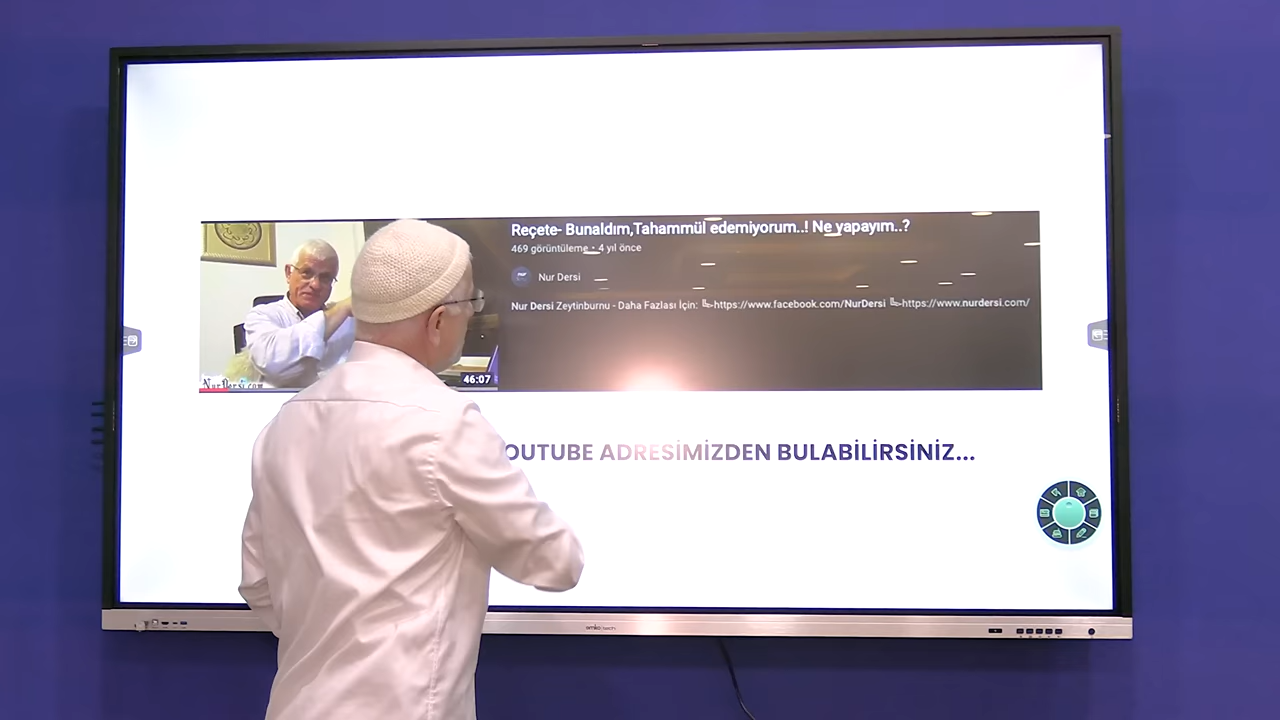 Reçete- Bunaldım,Tahammül edemiyorum..! Ne yapayım..?
469 görüntüleme • 4 yıl önce
Nur Dersi
Nur Dersi Zeytinburnu - Daha Fazlası İçin: ╚►https://www.facebook.com/NurDersi ╚►https://www.nurdersi.com/
46:07
NurDersi.com
OUTUBE ADRESİMİZDEN BULABİLİRSİNİZ...